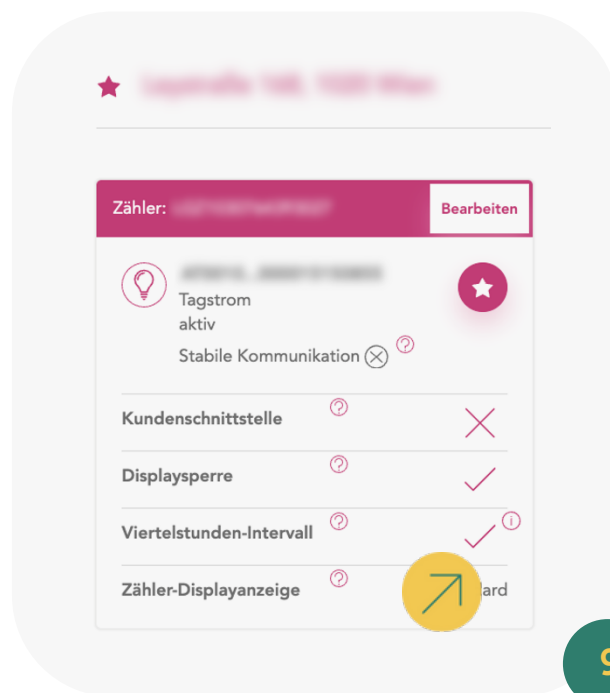 Zähler:
Bearbeiten
Tagstrom
aktiv
Stabile Kommunikation
Kundenschnittstelle
Displaysperre
Viertelstunden-Intervall
Zähler-Displayanzeige